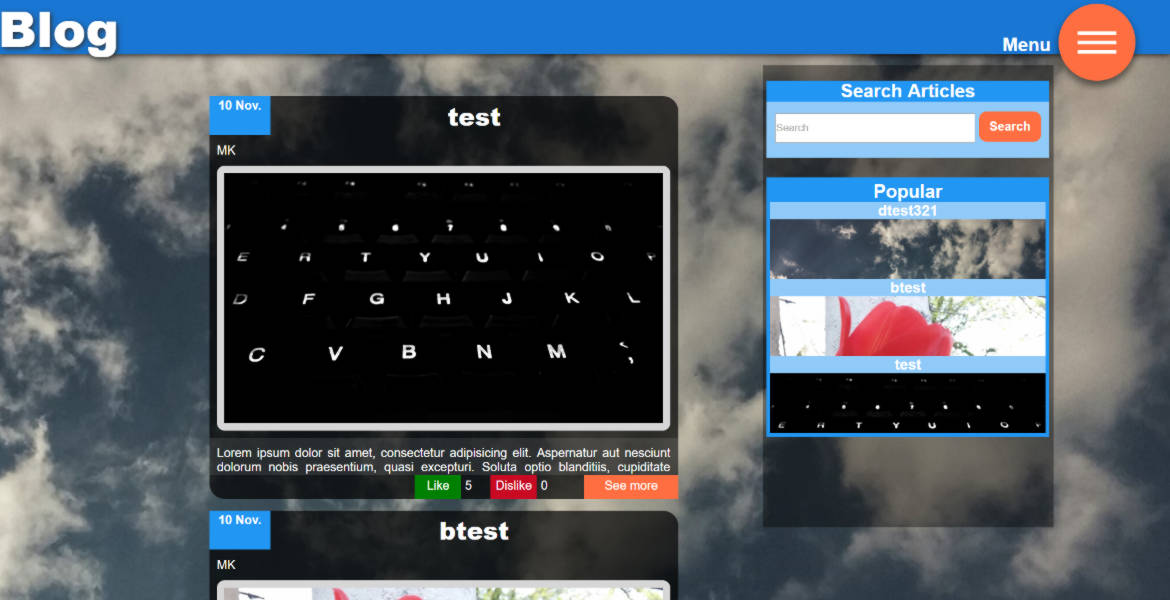 Blog
Menu
10 Nov.
test
MK
E R T Y U I O
D F G H J K L
C V B N M ;
Lorem ipsum dolor sit amet, consectetur adipisicing elit. Aspernatur aut nesciunt
dolorum nobis praesentium, quasi excepturi. Soluta optio blanditiis, cupiditate
Like 5 Dislike 0 See more
10 Nov.
btest
MK
Search Articles
Search Search
Popular
dtest321
btest
test
E R T Y U I O